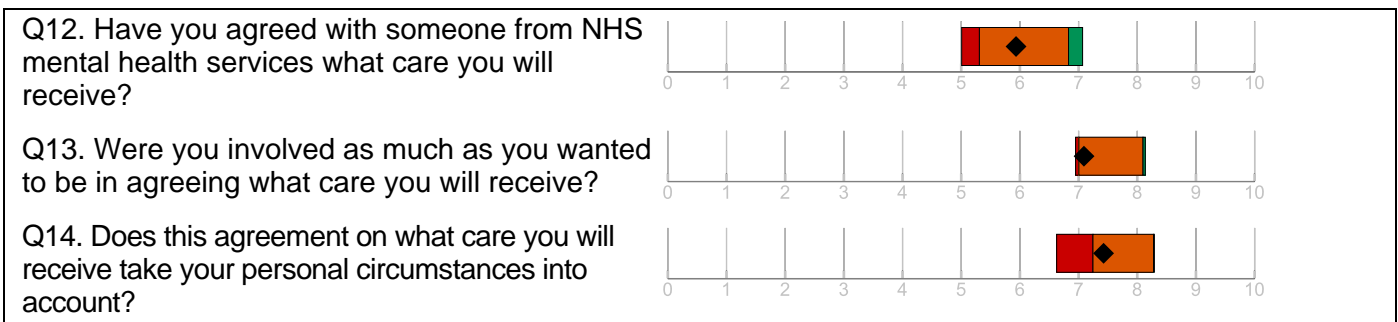 Q12. Have you agreed with someone from NHS
mental health services what care you will
receive?
0 1 2 3 4 5 6 7 8 9 10
Q13. Were you involved as much as you wanted
to be in agreeing what care you will receive?
0 1 2 3 4 5 6 7 8 9 10
Q14. Does this agreement on what care you will
receive take your personal circumstances into
account?
0 1 2 3 4 5 6 7 8 9 10